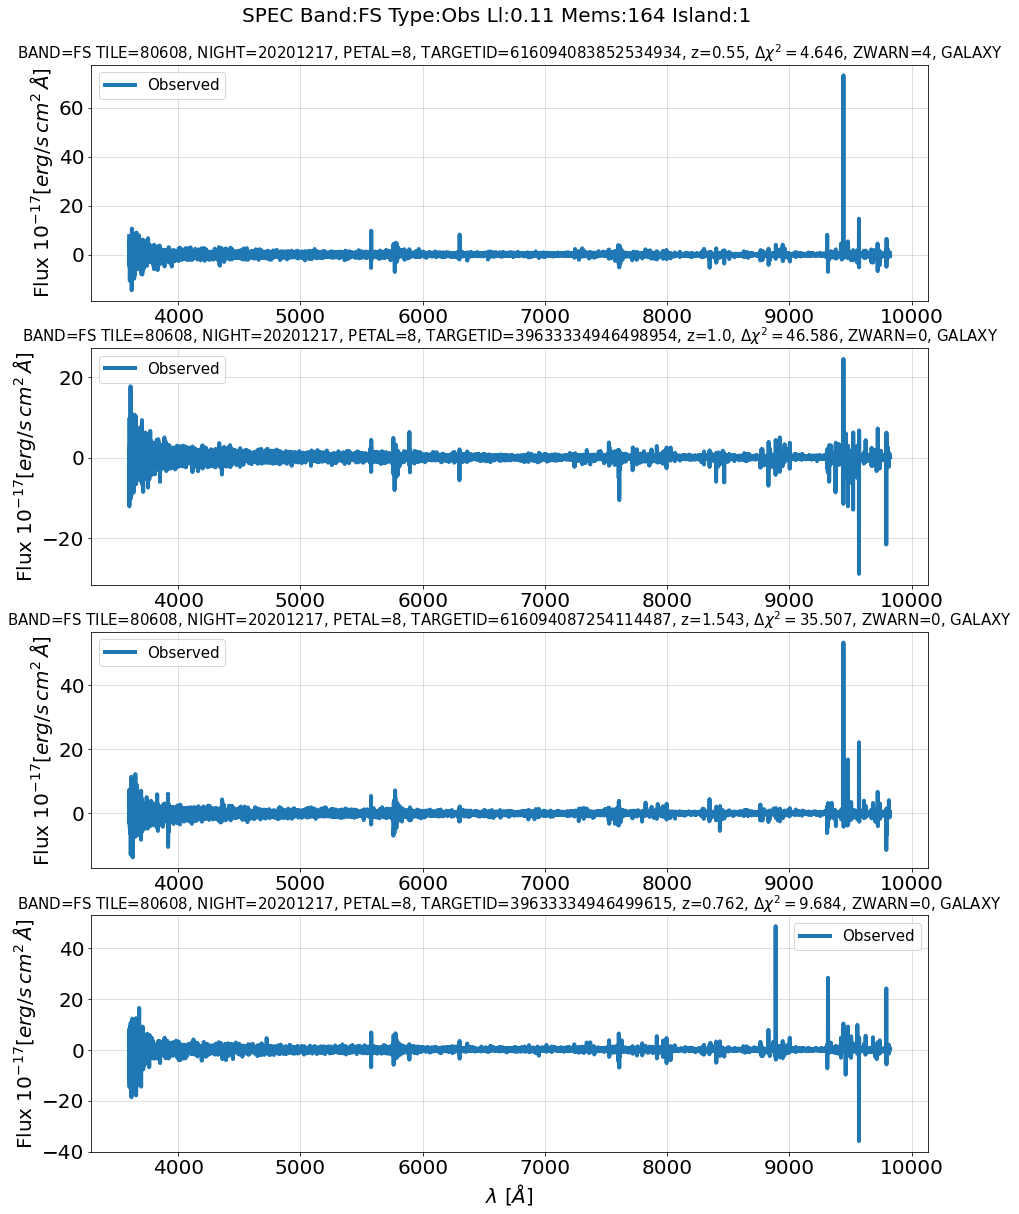 SPEC Band:FS Type:Obs Ll:0.11 Mems:164 Island:1
BAND=FS TILE=80608, NIGHT=20201217, PETAL=8, TARGETID=616094083852534934, z=0.55, Δχ² = 4.646, ZWARN=4, GALAXY
Observed
Flux 10⁻¹⁷[erg/s cm² Å]
60
40
20
0
4000 5000 6000 7000 8000 9000 10000
BAND=FS TILE=80608, NIGHT=20201217, PETAL=8, TARGETID=39633334946498954, z=1.0, Δχ² = 46.586, ZWARN=0, GALAXY
Observed
Flux 10⁻¹⁷[erg/s cm² Å]
20
0
−20
4000 5000 6000 7000 8000 9000 10000
BAND=FS TILE=80608, NIGHT=20201217, PETAL=8, TARGETID=616094087254114487, z=1.543, Δχ² = 35.507, ZWARN=0, GALAXY
Observed
Flux 10⁻¹⁷[erg/s cm² Å]
40
20
0
4000 5000 6000 7000 8000 9000 10000
BAND=FS TILE=80608, NIGHT=20201217, PETAL=8, TARGETID=39633334946499615, z=0.762, Δχ² = 9.684, ZWARN=0, GALAXY
Observed
Flux 10⁻¹⁷[erg/s cm² Å]
40
20
0
−20
−40
4000 5000 6000 7000 8000 9000 10000
λ [Å]